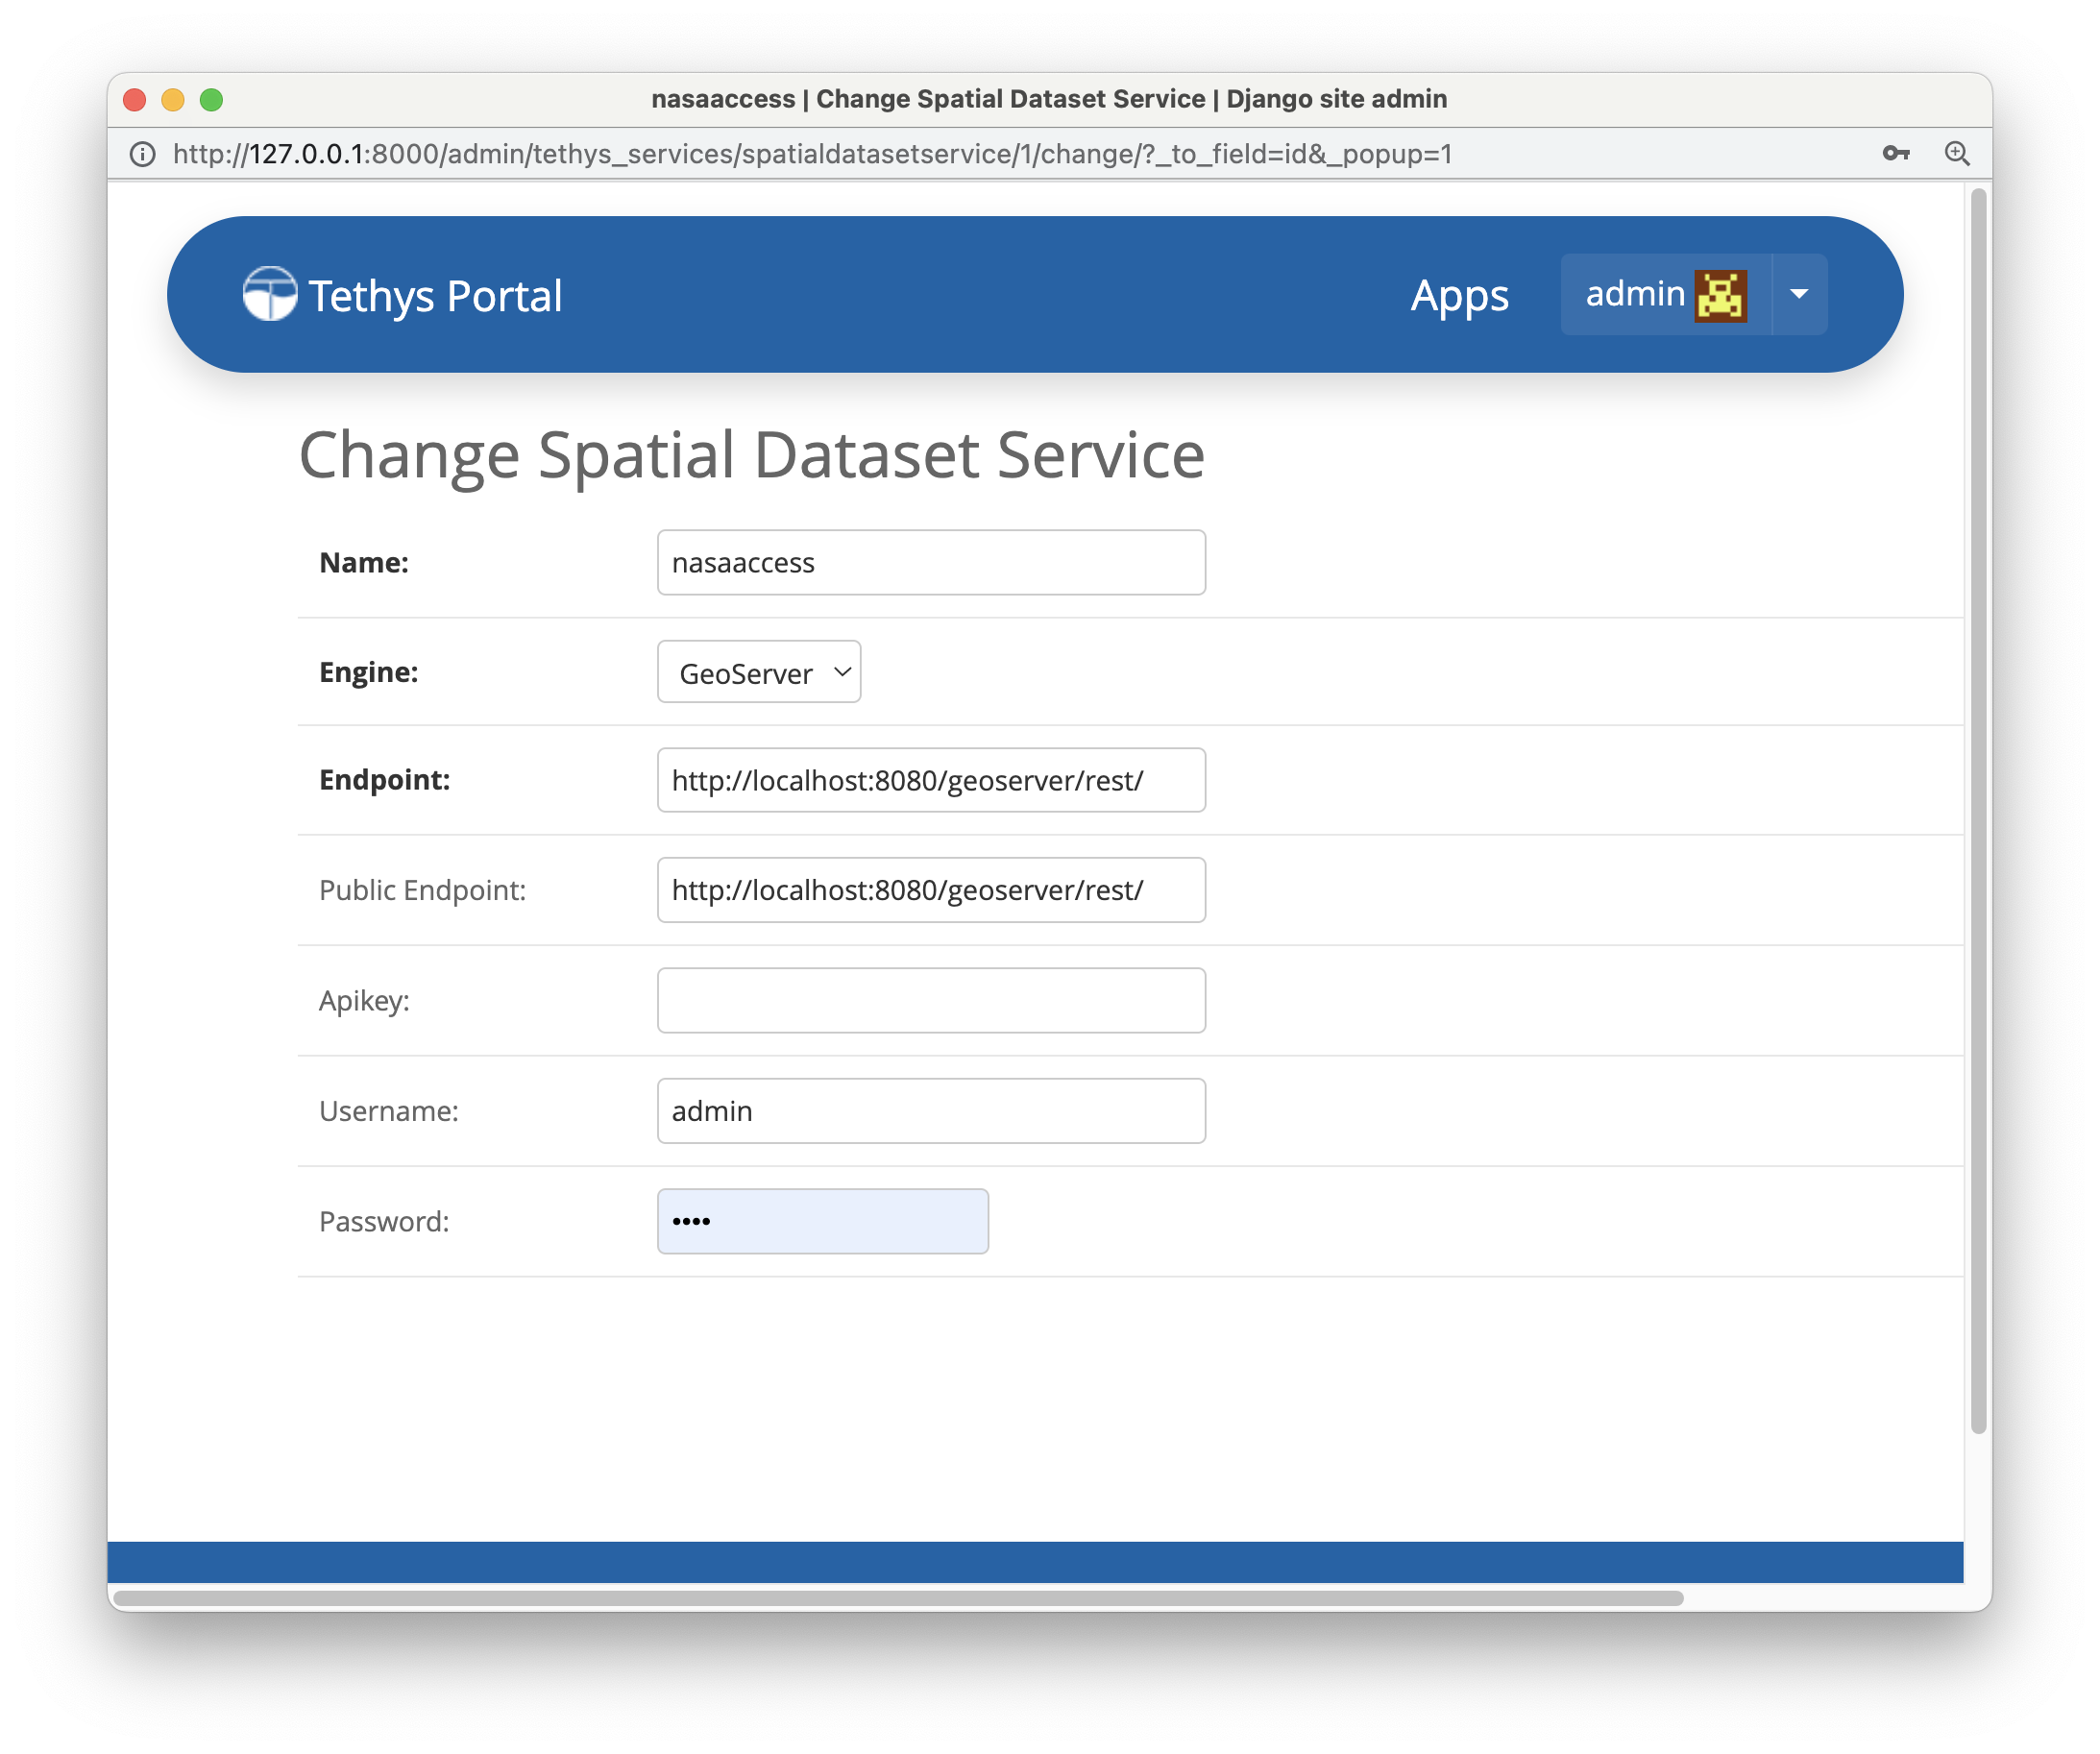 nasaaccess | Change Spatial Dataset Service | Django site admin
http://127.0.0.1:8000/admin/tethys_services/spatialdatasetservice/1/change/?_to_field=id&_popup=1
Tethys Portal Apps admin
Change Spatial Dataset Service
Name: nasaaccess
Engine: GeoServer
Endpoint: http://localhost:8080/geoserver/rest/
Public Endpoint: http://localhost:8080/geoserver/rest/
Apikey:
Username: admin
Password: ••••